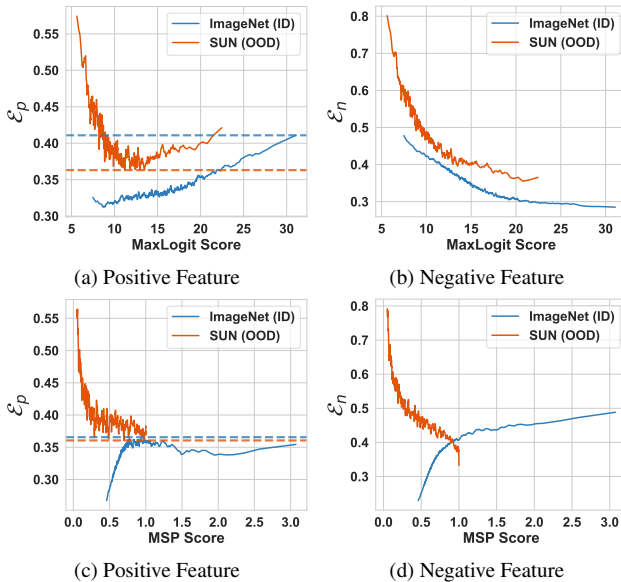 ImageNet (ID)
SUN (OOD)
0.55
0.50
0.45
0.40
0.35
0.30
ℰp
5 10 15 20 25 30
MaxLogit Score
(a) Positive Feature
ImageNet (ID)
SUN (OOD)
0.8
0.7
0.6
0.5
0.4
0.3
ℰn
5 10 15 20 25 30
MaxLogit Score
(b) Negative Feature
ImageNet (ID)
SUN (OOD)
0.55
0.50
0.45
0.40
0.35
0.30
ℰp
0.0 0.5 1.0 1.5 2.0 2.5 3.0
MSP Score
(c) Positive Feature
ImageNet (ID)
SUN (OOD)
0.8
0.7
0.6
0.5
0.4
0.3
ℰn
0.0 0.5 1.0 1.5 2.0 2.5 3.0
MSP Score
(d) Negative Feature